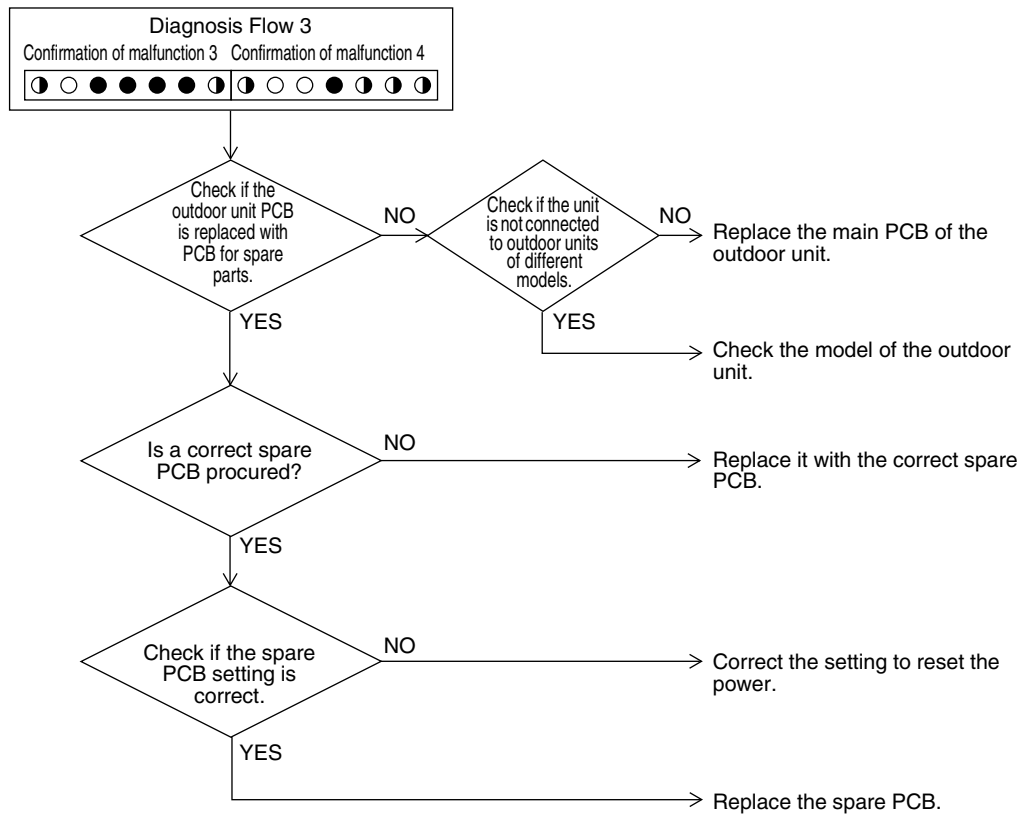 Diagnosis Flow 3
Confirmation of malfunction 3 Confirmation of malfunction 4
Check if the
outdoor unit PCB
is replaced with
PCB for spare
parts.
NO
Check if the unit
is not connected
to outdoor units
of different
models.
NO
Replace the main PCB of the
outdoor unit.
YES
YES
Check the model of the outdoor
unit.
Is a correct spare
PCB procured?
NO
Replace it with the correct spare
PCB.
YES
Check if the spare
PCB setting is
correct.
NO
Correct the setting to reset the
power.
YES
Replace the spare PCB.